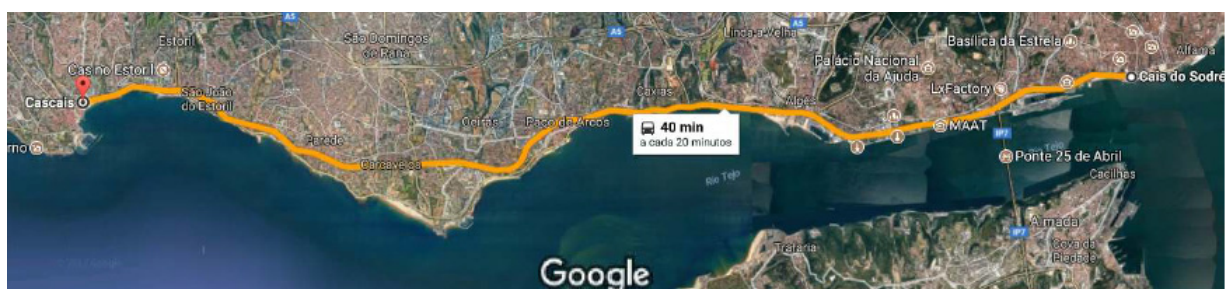 A5
Estoril
Casino Estoril
Cascais
São João
do Estoril
São Domingos
de Rana
A5
Linda-a-Velha
A5
Basílica da Estrela
Alfama
Palácio Nacional
da Ajuda
Cais do Sodré
LxFactory
Caxias
Algés
Oeiras
Paço de Arcos
MAAT
Parede
Carcavelos
40 min
a cada 20 minutos
IP7
Ponte 25 de Abril
Rio Tejo
Rio Tejo
Cacilhas
Almada
IP7
Cova da
Piedade
Trafaria
Google